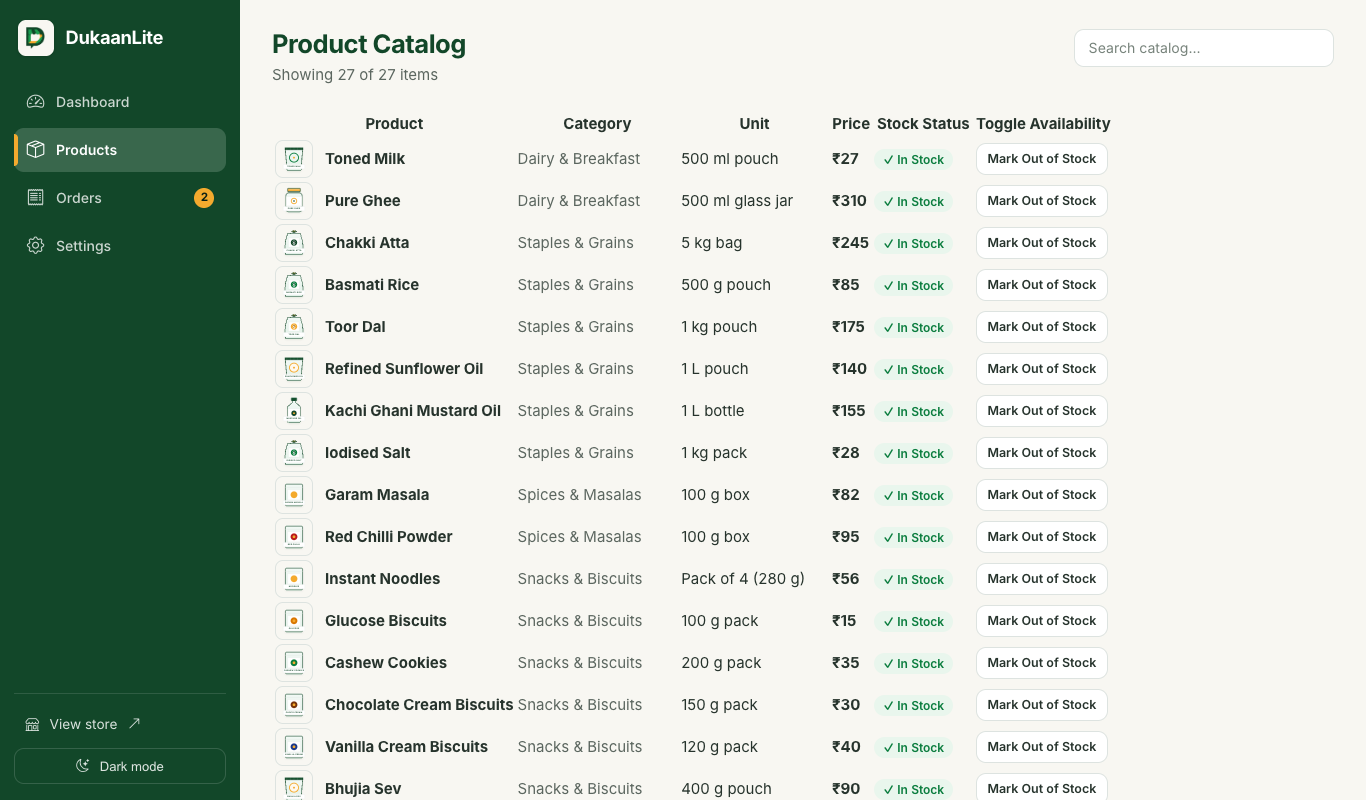 DukaanLite
Dashboard
Products
Orders 2
Settings
View store
Dark mode
Product Catalog
Showing 27 of 27 items
Search catalog...
Product Category Unit Price Stock Status Toggle Availability
Toned Milk Dairy & Breakfast 500 ml pouch ₹27 ✓ In Stock Mark Out of Stock
Pure Ghee Dairy & Breakfast 500 ml glass jar ₹310 ✓ In Stock Mark Out of Stock
Chakki Atta Staples & Grains 5 kg bag ₹245 ✓ In Stock Mark Out of Stock
Basmati Rice Staples & Grains 500 g pouch ₹85 ✓ In Stock Mark Out of Stock
Toor Dal Staples & Grains 1 kg pouch ₹175 ✓ In Stock Mark Out of Stock
Refined Sunflower Oil Staples & Grains 1 L pouch ₹140 ✓ In Stock Mark Out of Stock
Kachi Ghani Mustard Oil Staples & Grains 1 L bottle ₹155 ✓ In Stock Mark Out of Stock
Iodised Salt Staples & Grains 1 kg pack ₹28 ✓ In Stock Mark Out of Stock
Garam Masala Spices & Masalas 100 g box ₹82 ✓ In Stock Mark Out of Stock
Red Chilli Powder Spices & Masalas 100 g box ₹95 ✓ In Stock Mark Out of Stock
Instant Noodles Snacks & Biscuits Pack of 4 (280 g) ₹56 ✓ In Stock Mark Out of Stock
Glucose Biscuits Snacks & Biscuits 100 g pack ₹15 ✓ In Stock Mark Out of Stock
Cashew Cookies Snacks & Biscuits 200 g pack ₹35 ✓ In Stock Mark Out of Stock
Chocolate Cream Biscuits Snacks & Biscuits 150 g pack ₹30 ✓ In Stock Mark Out of Stock
Vanilla Cream Biscuits Snacks & Biscuits 120 g pack ₹40 ✓ In Stock Mark Out of Stock
Bhujia Sev Snacks & Biscuits 400 g pouch ₹90 ✓ In Stock Mark Out of Stock